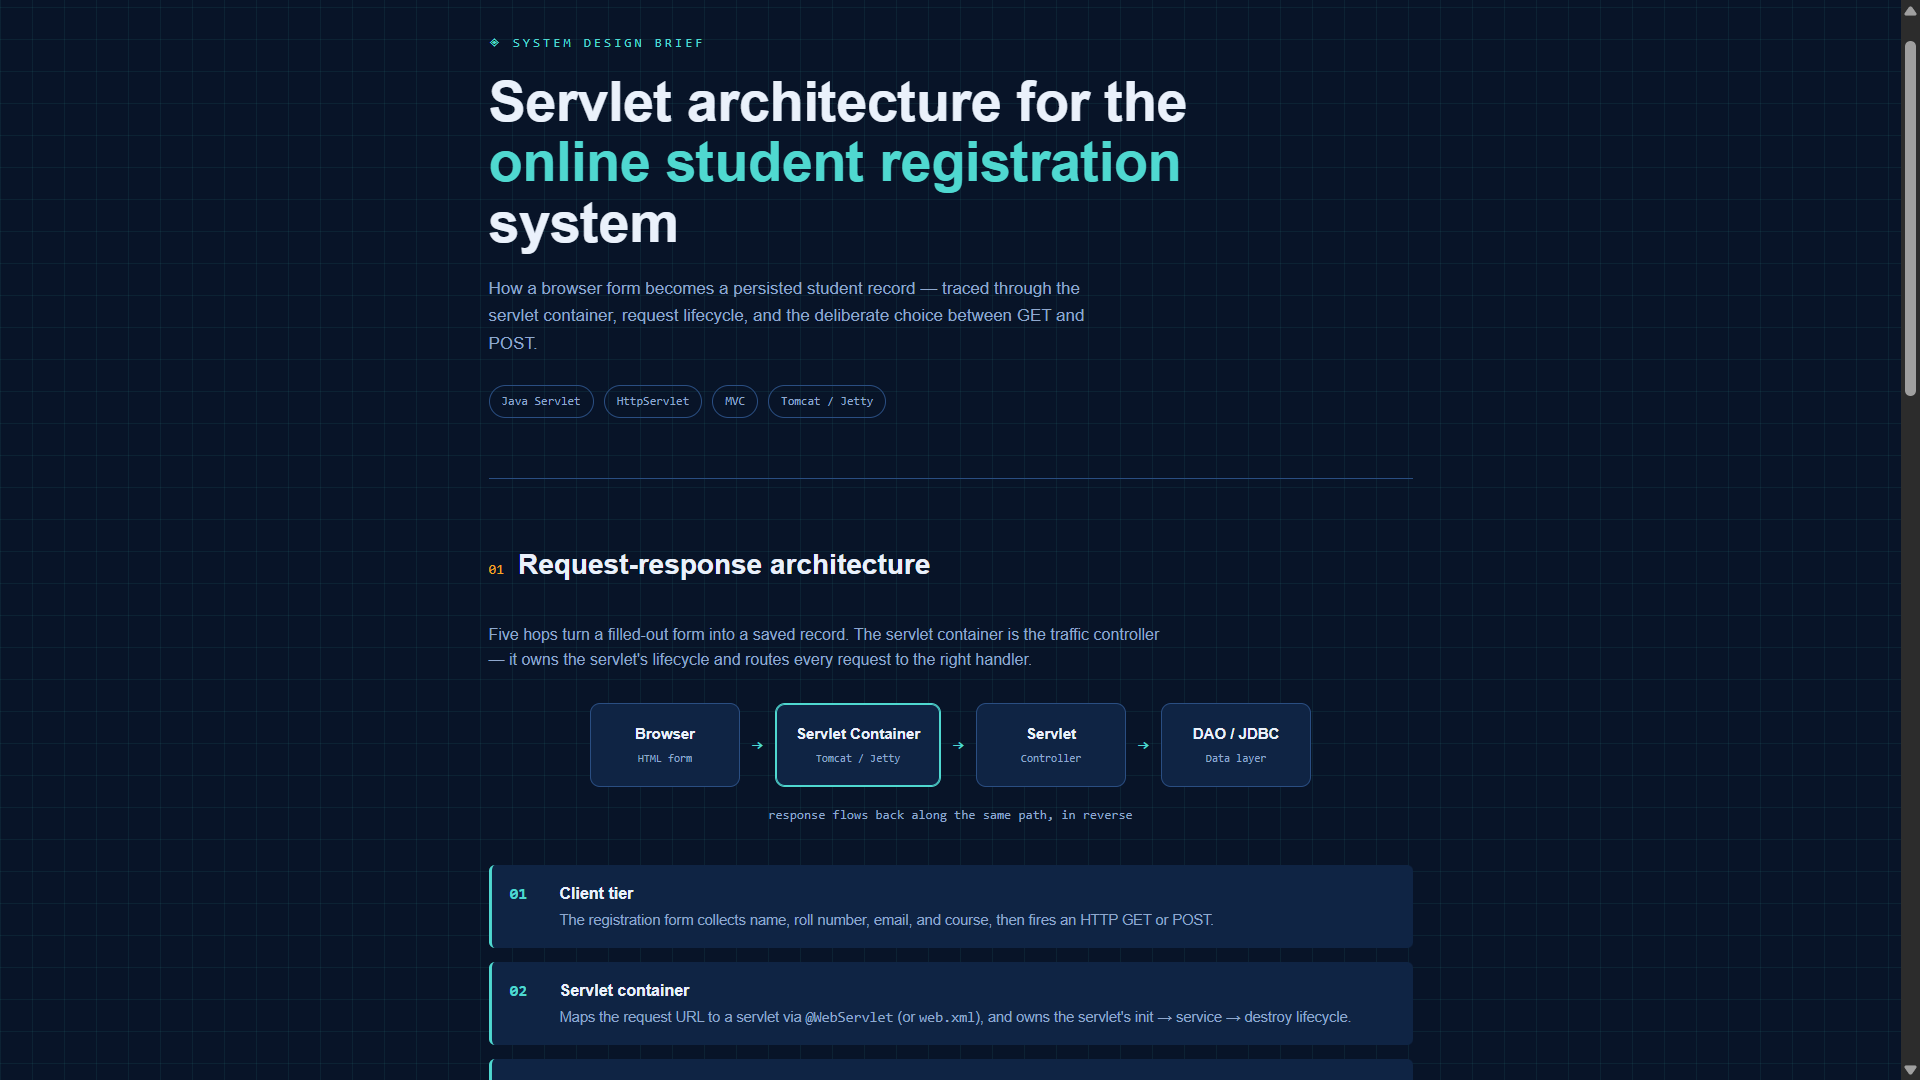 ◈ SYSTEM DESIGN BRIEF
Servlet architecture for the
online student registration
system
How a browser form becomes a persisted student record — traced through the
servlet container, request lifecycle, and the deliberate choice between GET and
POST.
Java Servlet
HttpServlet
MVC
Tomcat / Jetty
01 Request-response architecture
Five hops turn a filled-out form into a saved record. The servlet container is the traffic controller
— it owns the servlet's lifecycle and routes every request to the right handler.
Browser
HTML form
→
Servlet Container
Tomcat / Jetty
→
Servlet
Controller
→
DAO / JDBC
Data layer
response flows back along the same path, in reverse
01 Client tier
The registration form collects name, roll number, email, and course, then fires an HTTP GET or POST.
02 Servlet container
Maps the request URL to a servlet via @WebServlet (or web.xml), and owns the servlet's init → service → destroy lifecycle.